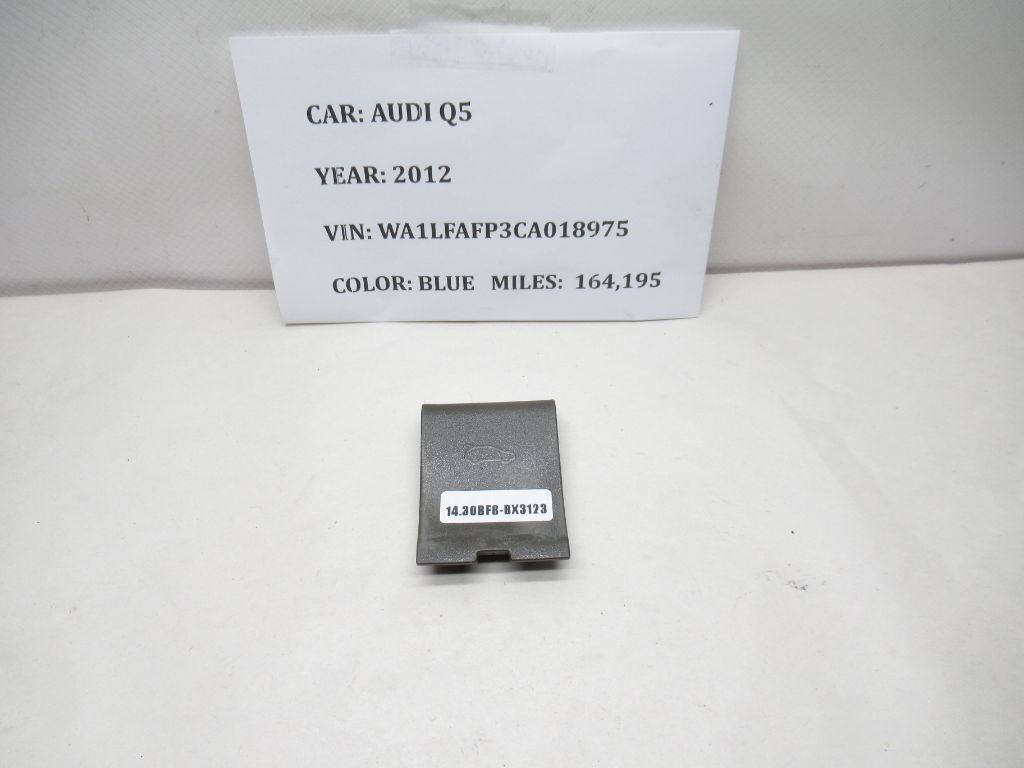 CAR: AUDI Q5
YEAR: 2012
VIN: WA1LFAFP3CA018975
COLOR: BLUE MILES: 164,195
14.30BF8-BX3123